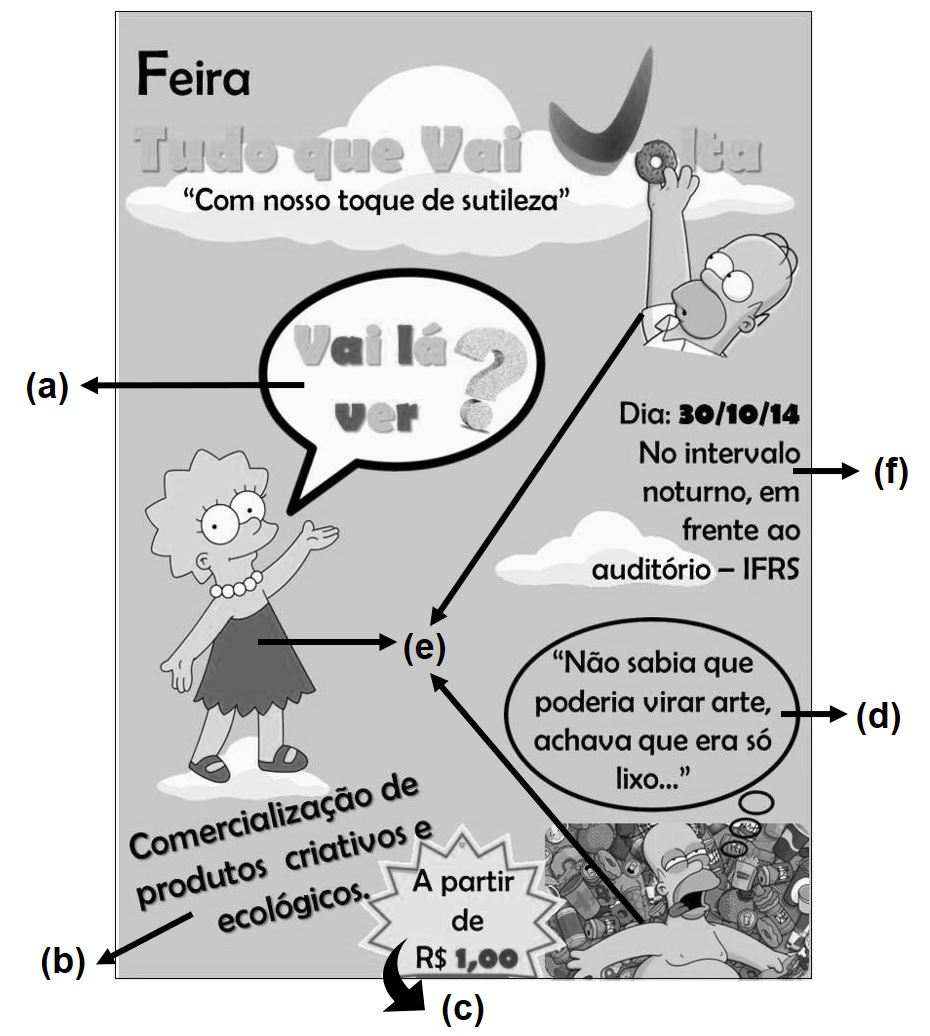 Feira
Tudo que Vai Volta
“Com nosso toque de sutileza”
Vai lá
ver ?
(a)
Dia: 30/10/14
No intervalo
noturno, em
frente ao
auditório – IFRS
(f)
(e)
“Não sabia que
poderia virar arte,
achava que era só
lixo...”
(d)
Comercialização de
produtos criativos e
ecológicos.
(b)
A partir
de
R$ 1,00
(c)